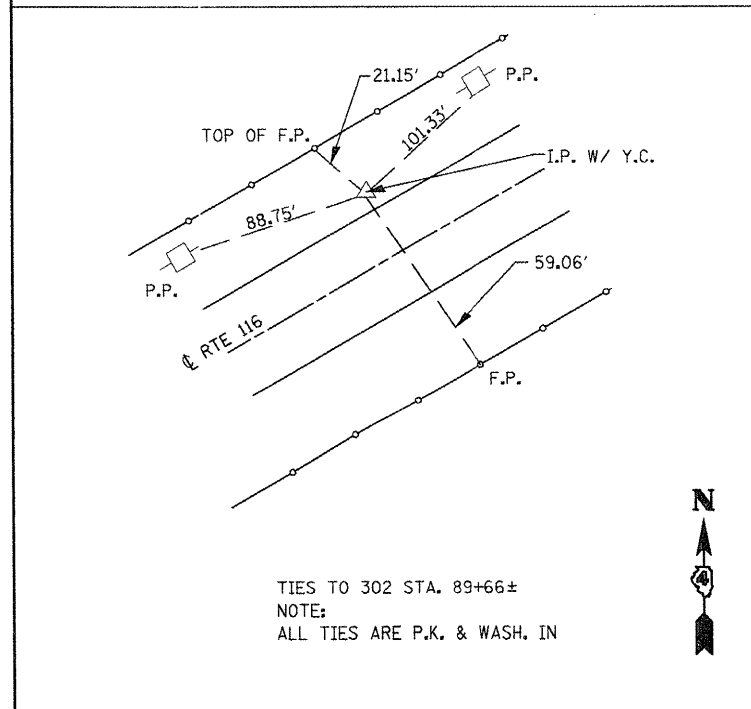 21.15'
P.P.
TOP OF F.P.
101.33'
I.P. W/ Y.C.
88.75'
P.P.
59.06'
℄ RTE 116
F.P.
N
4
TIES TO 302 STA. 89+66±
NOTE:
ALL TIES ARE P.K. & WASH. IN